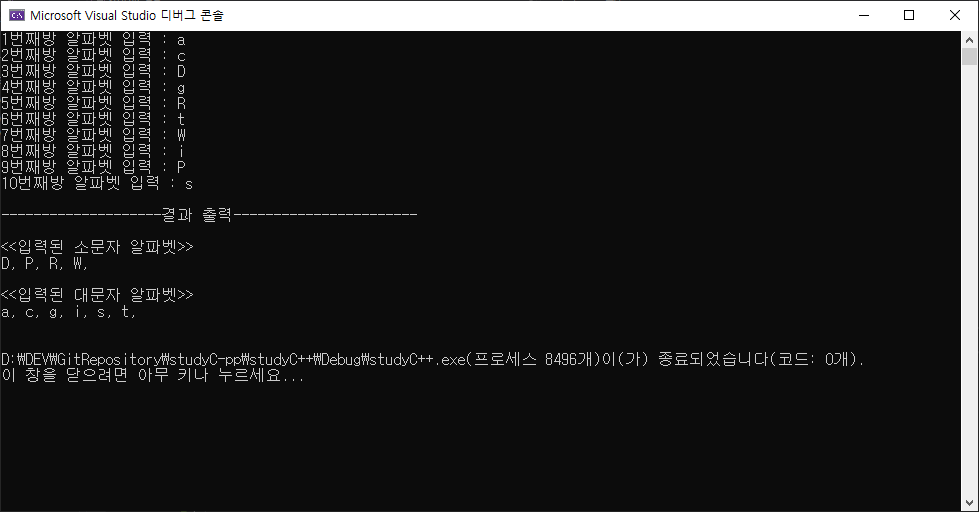 Microsoft Visual Studio 디버그 콘솔
1번째방 알파벳 입력 : a
2번째방 알파벳 입력 : c
3번째방 알파벳 입력 : D
4번째방 알파벳 입력 : g
5번째방 알파벳 입력 : R
6번째방 알파벳 입력 : t
7번째방 알파벳 입력 : W
8번째방 알파벳 입력 : i
9번째방 알파벳 입력 : P
10번째방 알파벳 입력 : s
--------------------결과 출력-----------------------
<<입력된 소문자 알파벳>>
D, P, R, W,
<<입력된 대문자 알파벳>>
a, c, g, i, s, t,
D:\DEV\GitRepository\studyC-pp\studyC++\Debug\studyC++.exe(프로세스 8496개)이(가) 종료되었습니다(코드: 0개).
이 창을 닫으려면 아무 키나 누르세요...